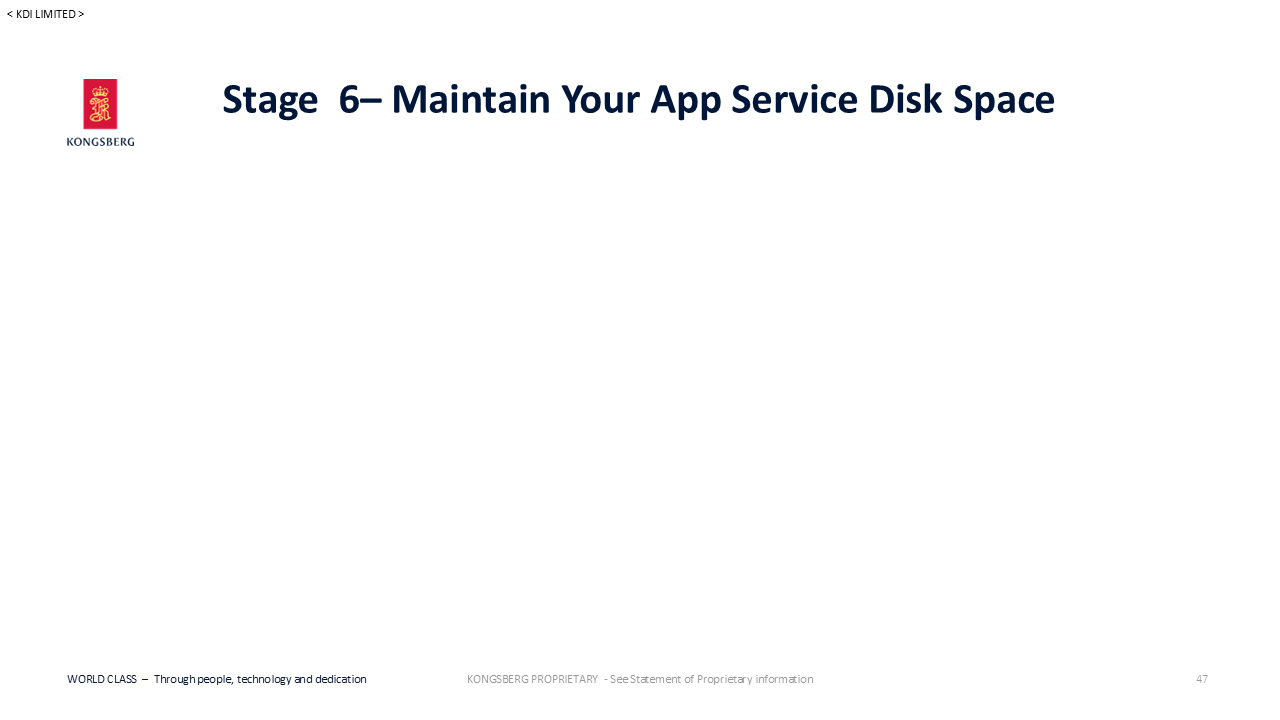 < KDI LIMITED >
Stage 6– Maintain Your App Service Disk Space
KONGSBERG
WORLD CLASS – Through people, technology and dedication
KONGSBERG PROPRIETARY - See Statement of Proprietary information
47